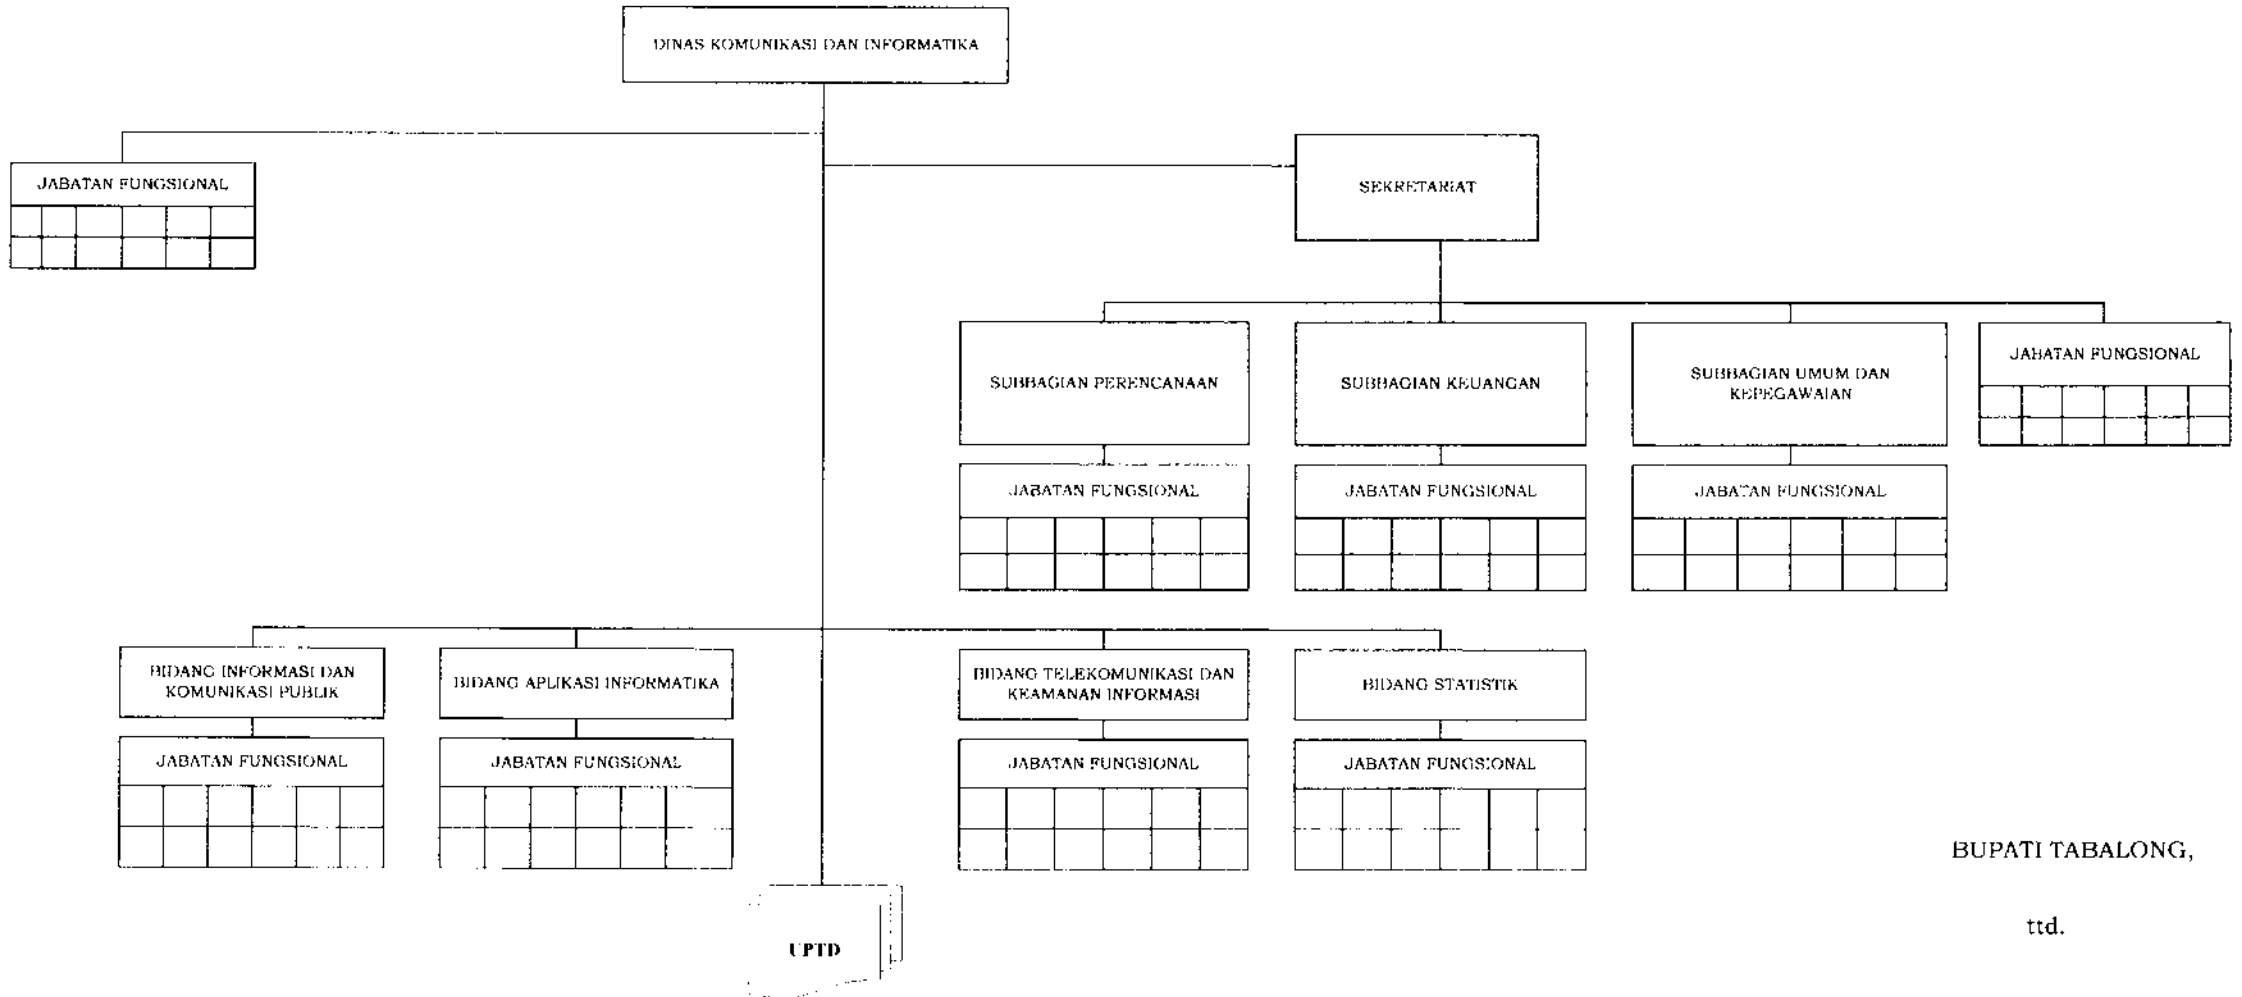 DINAS KOMUNIKASI DAN INFORMATIKA
JABATAN FUNGSIONAL
SEKRETARIAT
SUBBAGIAN PERENCANAAN
SUBBAGIAN KEUANGAN
SUBBAGIAN UMUM DAN
KEPEGAWAIAN
JABATAN FUNGSIONAL
JABATAN FUNGSIONAL
JABATAN FUNGSIONAL
JABATAN FUNGSIONAL
BIDANG INFORMASI DAN
KOMUNIKASI PUBLIK
BIDANG APLIKASI INFORMATIKA
BIDANG TELEKOMUNIKASI DAN
KEAMANAN INFORMASI
BIDANG STATISTIK
JABATAN FUNGSIONAL
JABATAN FUNGSIONAL
JABATAN FUNGSIONAL
JABATAN FUNGSIONAL
UPTD
BUPATI TABALONG,
ttd.